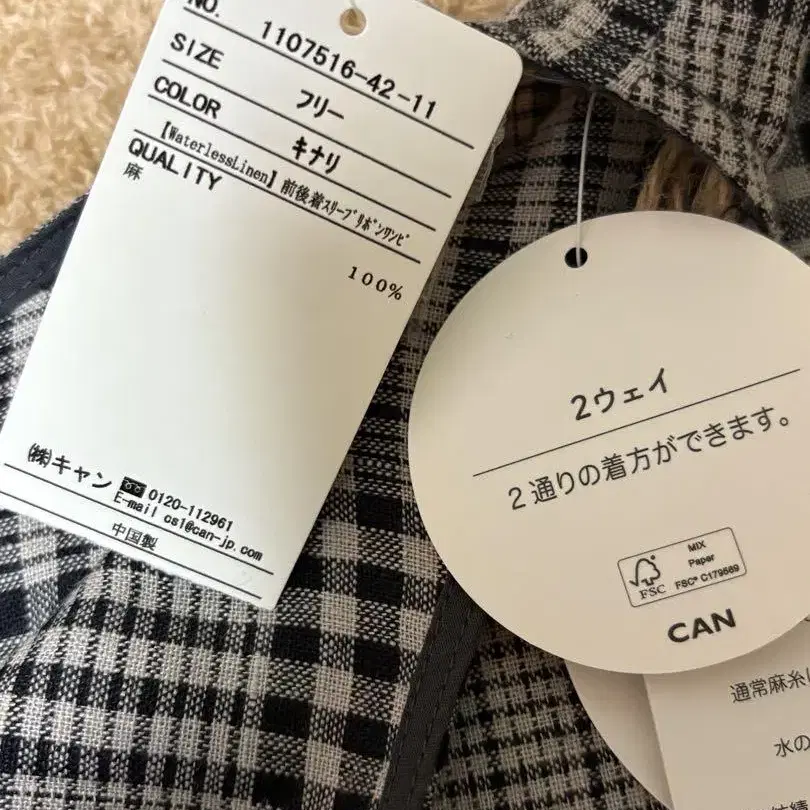 NO. 1107516-42-11
SIZE フリー
COLOR キナリ
【WaterlessLinen】前後着ｽﾘｰﾌﾞﾘﾎﾞﾝﾜﾝﾋﾟ
QUALITY
麻
100%
㈱キャン 0120-112961
E-mail csl@can-jp.com
中国製
2ウェイ
2通りの着方ができます。
FSC
MIX
Paper
FSC® C179569
CAN
通常麻糸
水の